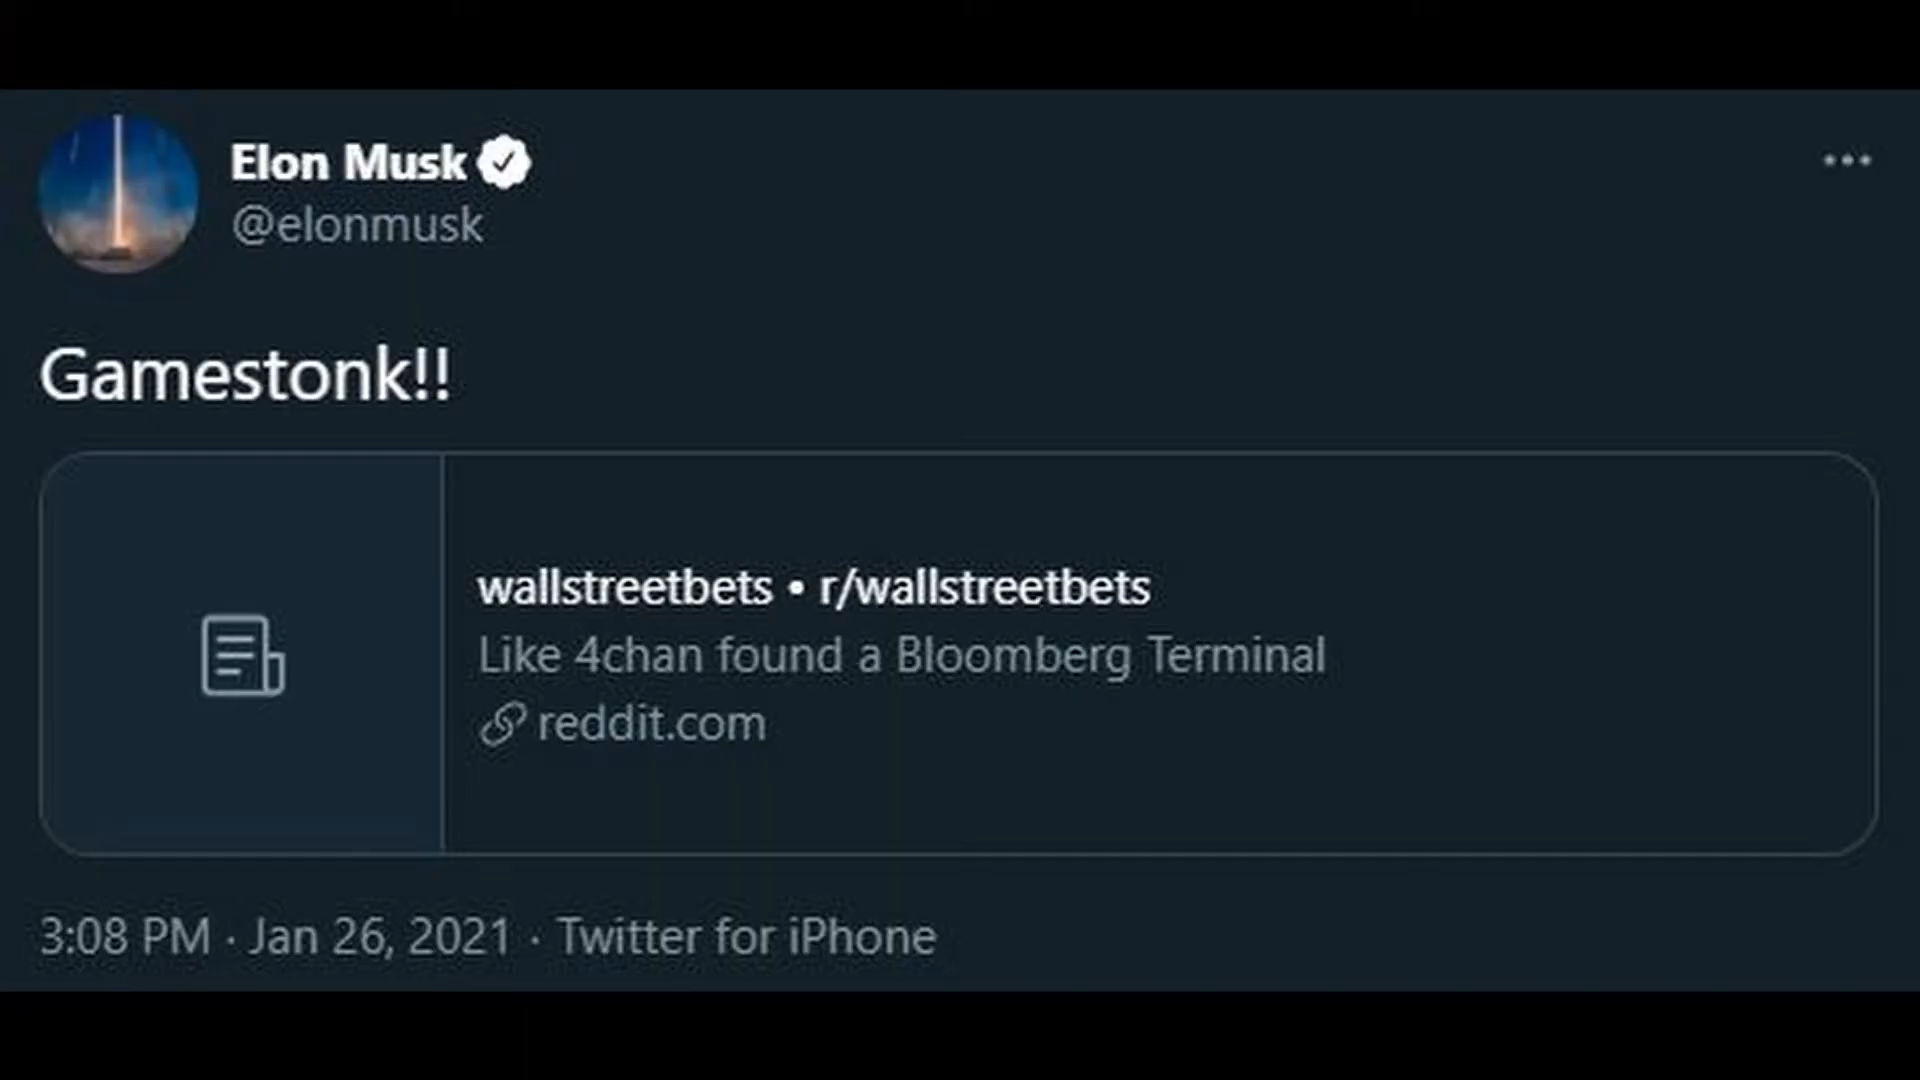 Elon Musk
@elonmusk
Gamestonk!!
wallstreetbets • r/wallstreetbets
Like 4chan found a Bloomberg Terminal
reddit.com
3:08 PM · Jan 26, 2021 · Twitter for iPhone